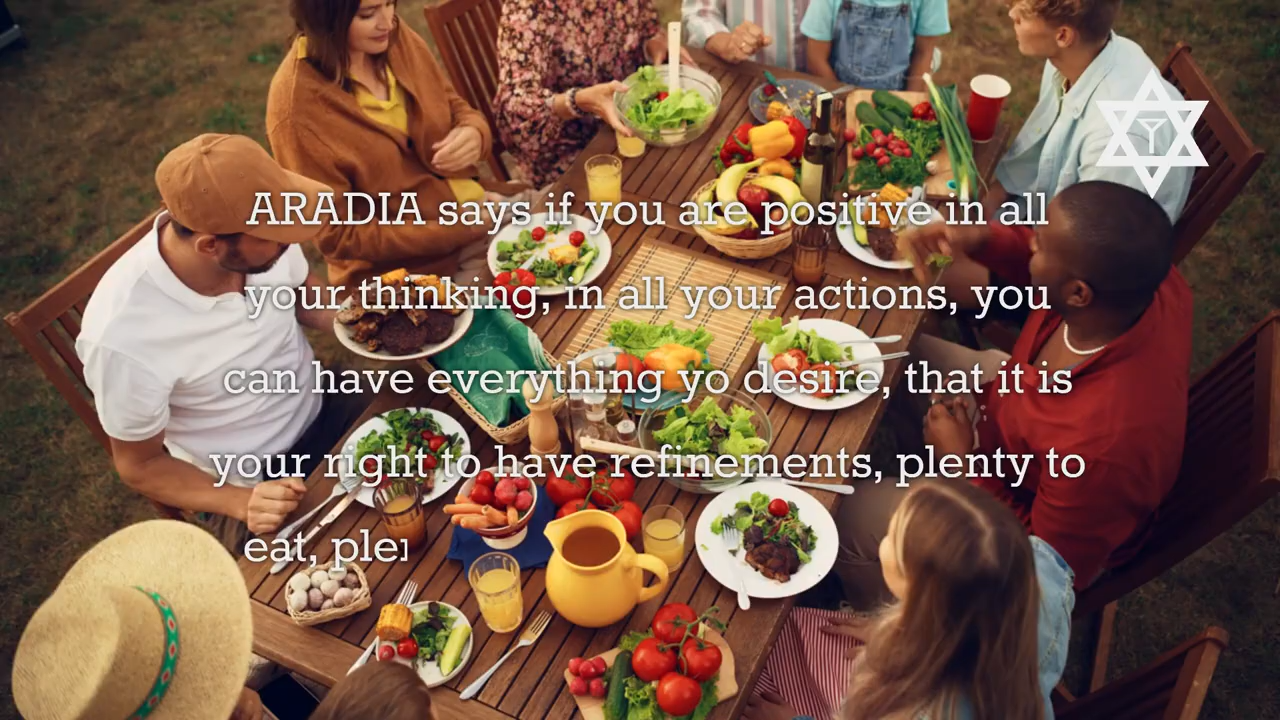 ARADIA says if you are positive in all
your thinking, in all your actions, you
can have everything yo desire, that it is
your right to have refinements, plenty to
eat, ple